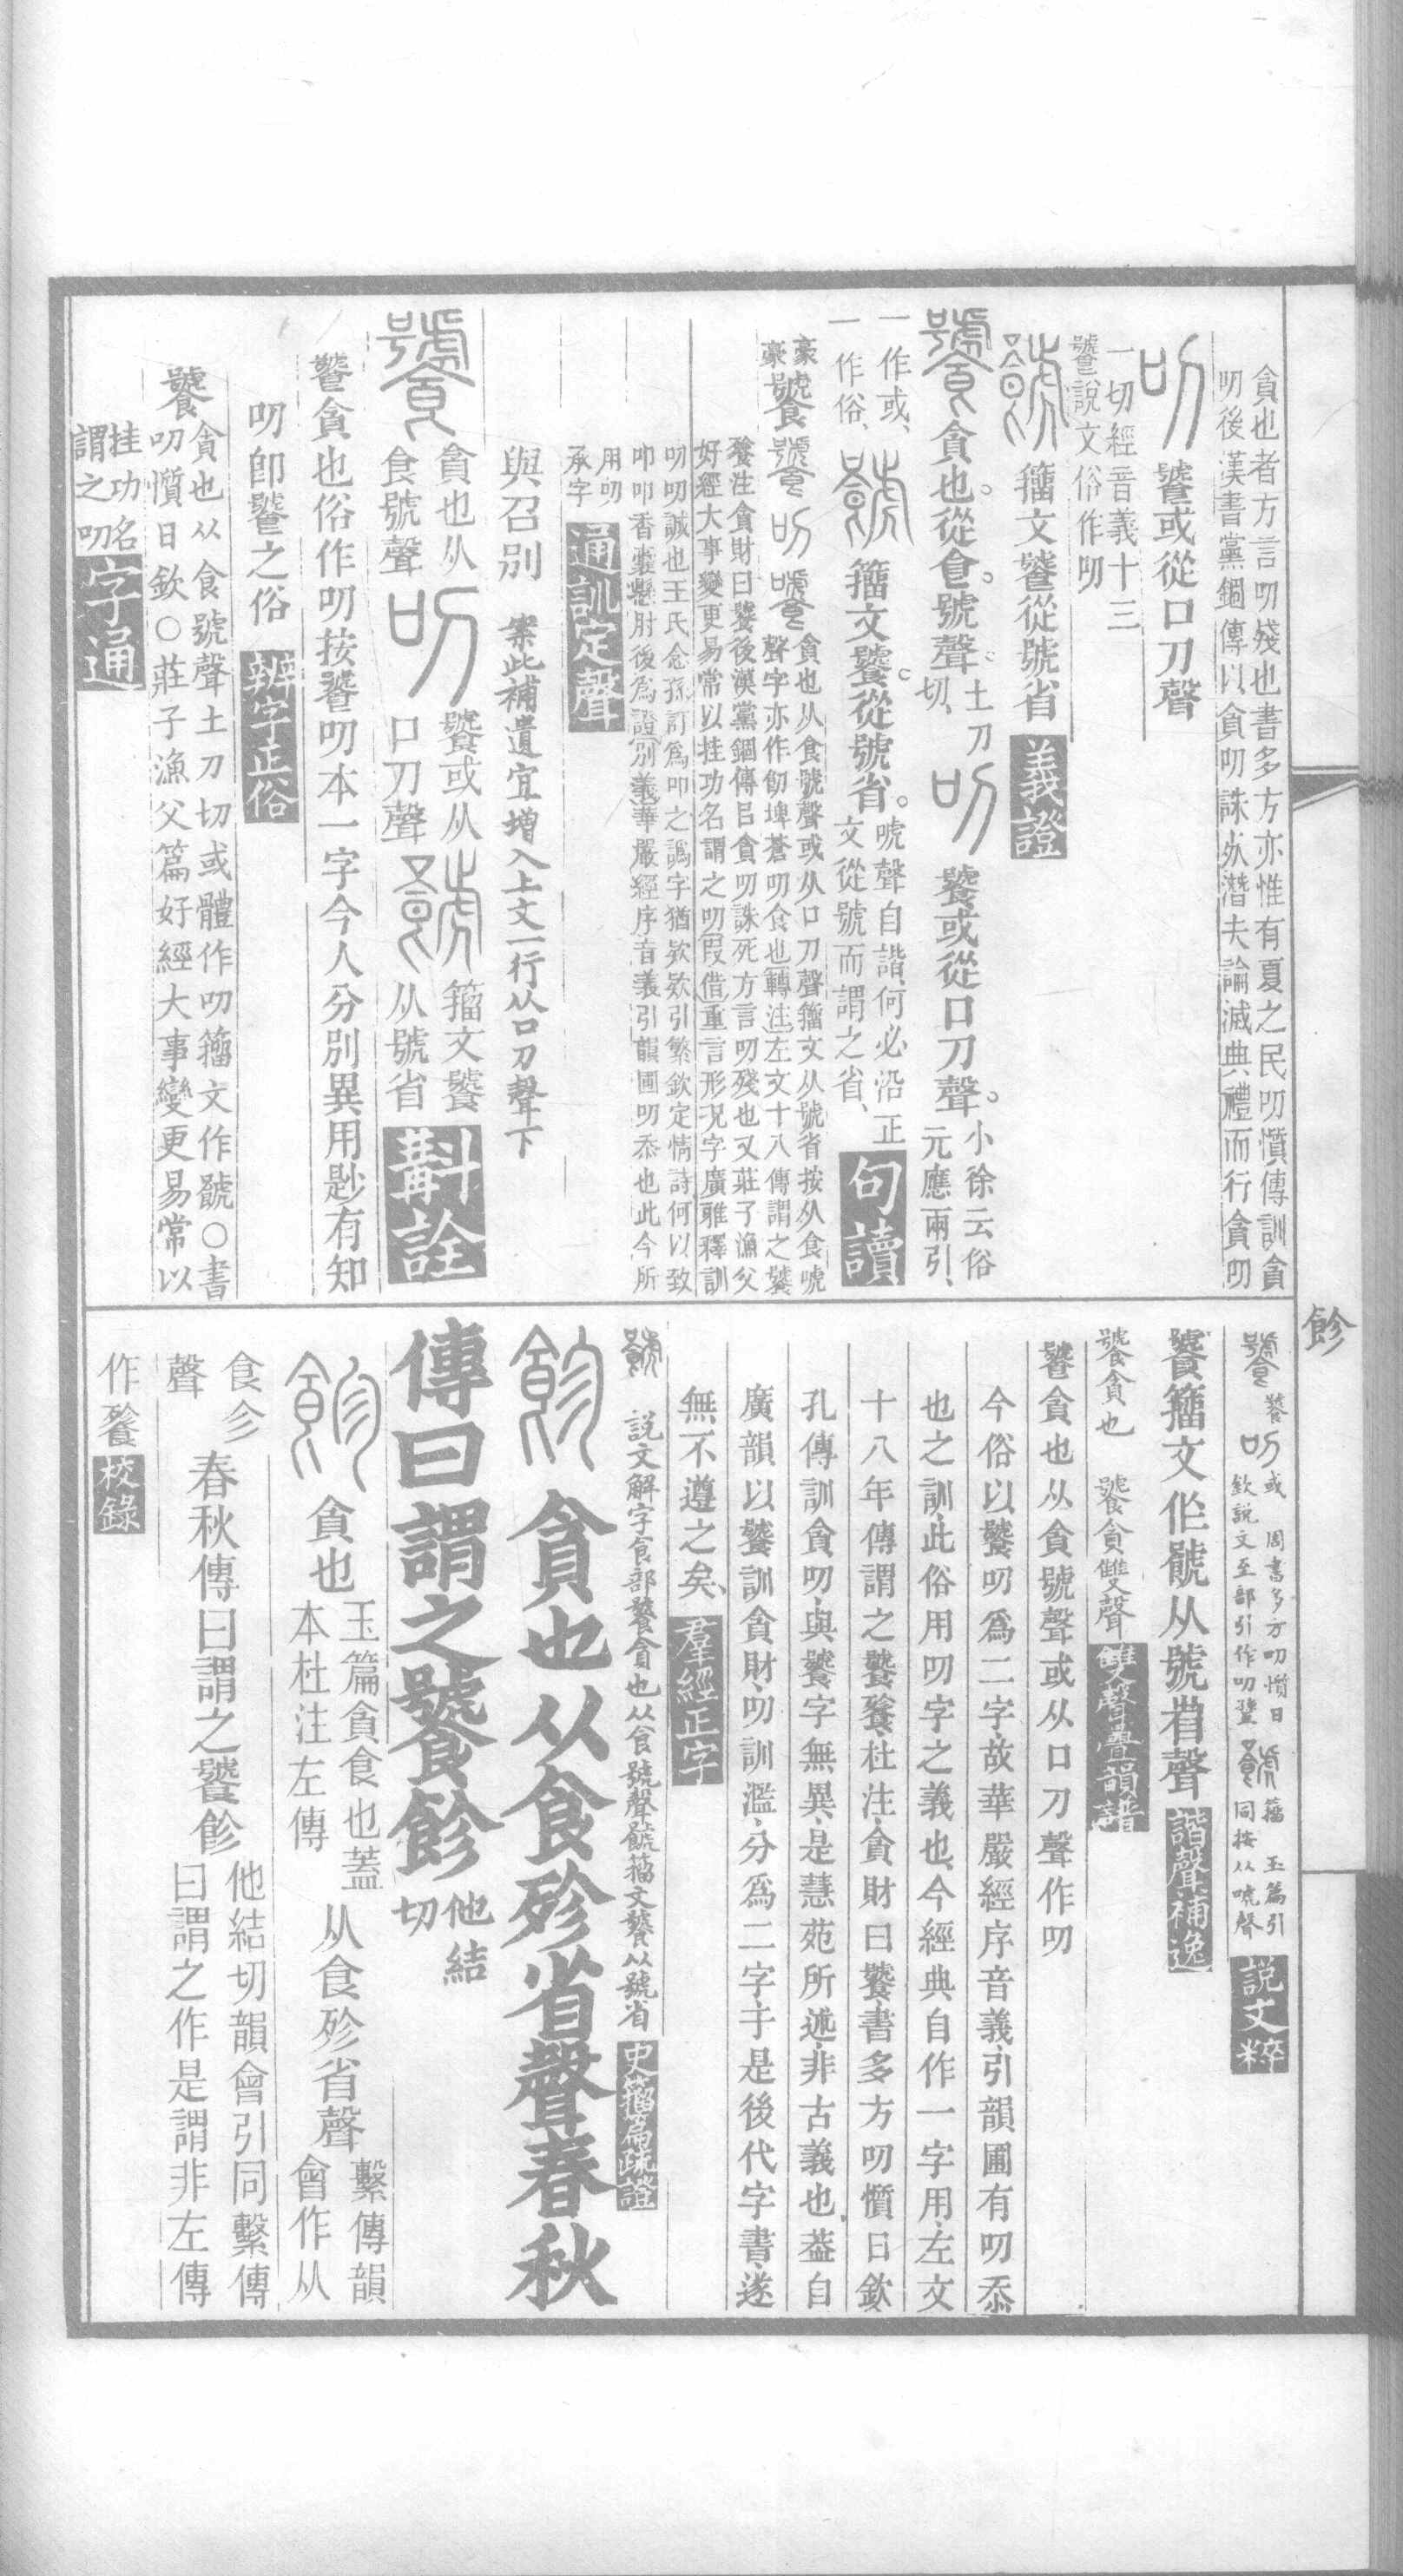 貪也者方言叨殘也書多方亦惟有夏之民叨懫傳訓貪
叨後漢書黨錮傳以貪叨誅死潛夫論滅典禮而行貪叨
叨饕或從口刀聲
一切經音義十三
饕說文俗作叨
籀文饕從號省
義證
饕貪也從食號聲
土刀
切
叨饕或從口刀聲
小徐云俗
元應兩引
一作或
一作俗
籀文饕從號省
唬聲自諧何必沿正
文從號而謂之省
句讀
豪饕
豪
饕叨
貪也从食號聲或从口刀聲籀文从號省按从食唬
聲字亦作飷埤蒼叨食也轉注左文十八傳謂之饕
餮注貪財曰饕後漢黨錮傳㠯貪叨誅死方言叨殘也又莊子漁父
好經大事變更易常以挂功名謂之叨假借重言形況字廣雅釋訓
叨叨誠也王氏念孫訂爲叩之譌字猶欵欵引繁欽定情詩何以致
叩叩香囊懸肘後爲證別義華嚴經序音義引韻圃叨忝也此今所
用叨
承字
通訓定聲
與召別
案此補遺宜增入上文一行从口刀聲下
饕
貪也从
食號聲
叨
饕或从
口刀聲
籀文饕
从號省
斠詮
饕貪也俗作叨按饕叨本一字今人分別異用尟有知
叨卽饕之俗
辨字正俗
饕
貪也从食號聲土刀切或體作叨籀文作䬢○書
叨懫日欽○莊子漁父篇好經大事變更易常以
挂功名
謂之叨
字通
餘
饕
饕
叨
或
周書多方叨懫日
欽說文至部引作叨
籀
玉篇引
同按从唬聲
說文粹
饕籀文作䬢从號省聲
諧聲補逸
饕貪也
饕貪雙聲
雙聲疊韻譜
饕貪也从食號聲或从口刀聲作叨
今俗以饕叨爲二字故華嚴經序音義引韻圃有叨忝
也之訓此俗用叨字之義也今經典自作一字用左文
十八年傳謂之饕餮杜注貪財曰饕書多方叨懫日欽
孔傳訓貪叨與饕字無異是慧苑所述非古義也葢自
廣韻以饕訓貪財叨訓濫分爲二字于是後代字書遂
無不遵之矣
羣經正字
說文解字食部饕貪也从食號聲䬢籀文饕从號省
史籀篇疏證
貪也从食殄省聲春秋
傳曰謂之饕飻
他結
切
貪也
玉篇貪食也蓋
本杜注左傳
从食殄省聲
繫傳韻
會作从
食㐱
聲
春秋傳曰謂之饕飻
他結切韻會引同繫傳
曰謂之作是謂非左傳
作餮
校錄